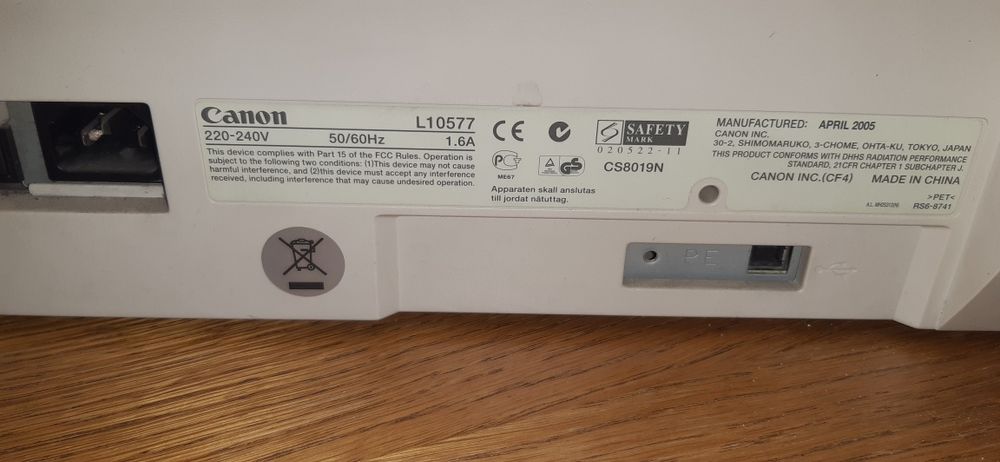 Canon
L10577
220-240V 50/60Hz 1.6A
This device complies with Part 15 of the FCC Rules. Operation is
subject to the following two conditions: (1)This device may not cause
harmful interference, and (2)this device must accept any interference
received, including interference that may cause undesired operation.
CE
SAFETY
MARK
020522-11
ME67
GS
CS8019N
Apparaten skall anslutas
till jordat nätuttag.
MANUFACTURED: APRIL 2005
CANON INC.
30-2, SHIMOMARUKO, 3-CHOME, OHTA-KU, TOKYO, JAPAN
THIS PRODUCT CONFORMS WITH DHHS RADIATION PERFORMANCE
STANDARD, 21CFR CHAPTER 1 SUBCHAPTER J.
CANON INC.(CF4) MADE IN CHINA
>PET<
RS6-8741
PE